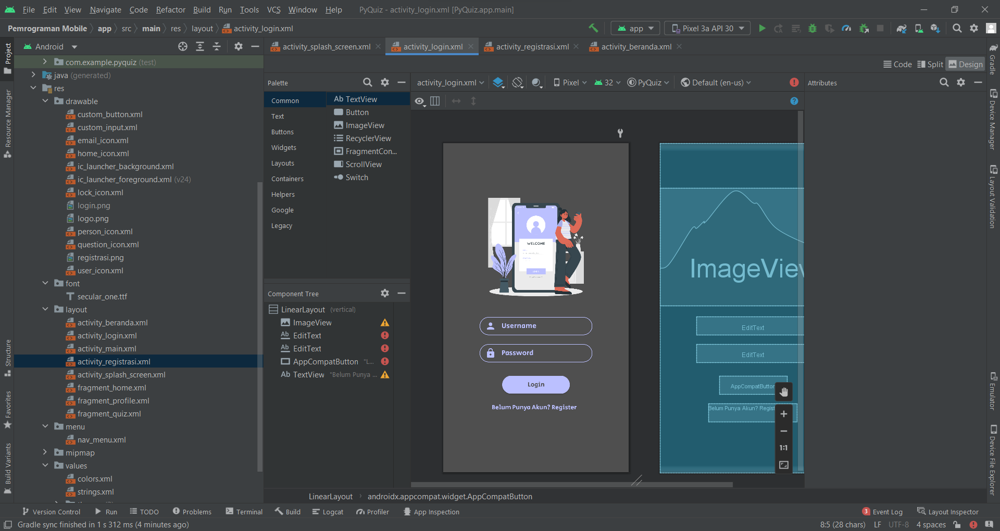 File Edit View Navigate Code Refactor Build Run Tools VCS Window Help PyQuiz - activity_login.xml [PyQuiz.app.main]
Pemrograman Mobile app src main res layout activity_login.xml app Pixel 3a API 30
Project
Resource Manager
Structure
Favorites
Build Variants
Android
com.example.pyquiz (test)
java (generated)
res
drawable
custom_button.xml
custom_input.xml
email_icon.xml
home_icon.xml
ic_launcher_background.xml
ic_launcher_foreground.xml (v24)
lock_icon.xml
login.png
logo.png
person_icon.xml
question_icon.xml
registrasi.png
user_icon.xml
font
secular_one.ttf
layout
activity_beranda.xml
activity_login.xml
activity_main.xml
activity_registrasi.xml
activity_splash_screen.xml
fragment_home.xml
fragment_profile.xml
fragment_quiz.xml
menu
nav_menu.xml
mipmap
values
colors.xml
strings.xml
activity_splash_screen.xml activity_login.xml activity_registrasi.xml activity_beranda.xml
Code Split Design
Palette
Common
Text
Buttons
Widgets
Layouts
Containers
Helpers
Google
Legacy
Ab TextView
Button
ImageView
RecyclerView
FragmentCon...
ScrollView
Switch
Component Tree
LinearLayout (vertical)
ImageView
Ab EditText
Ab EditText
AppCompatButton "L...
Ab TextView "Belum Punya ...
activity_login.xml Pixel 32 PyQuiz Default (en-us)
WELCOME
Username
Password
Login
Belum Punya Akun? Register
ImageView
EditText
EditText
AppCompatButton
Belum Punya Akun? Regist
1:1
Attributes
Gradle
Device Manager
Layout Validation
Emulator
Device File Explorer
LinearLayout androidx.appcompat.widget.AppCompatButton
Version Control Run TODO Problems Terminal Build Logcat Profiler App Inspection 3 Event Log Layout Inspector
Gradle sync finished in 1 s 312 ms (4 minutes ago) 8:5 (28 chars) LF UTF-8 4 spaces